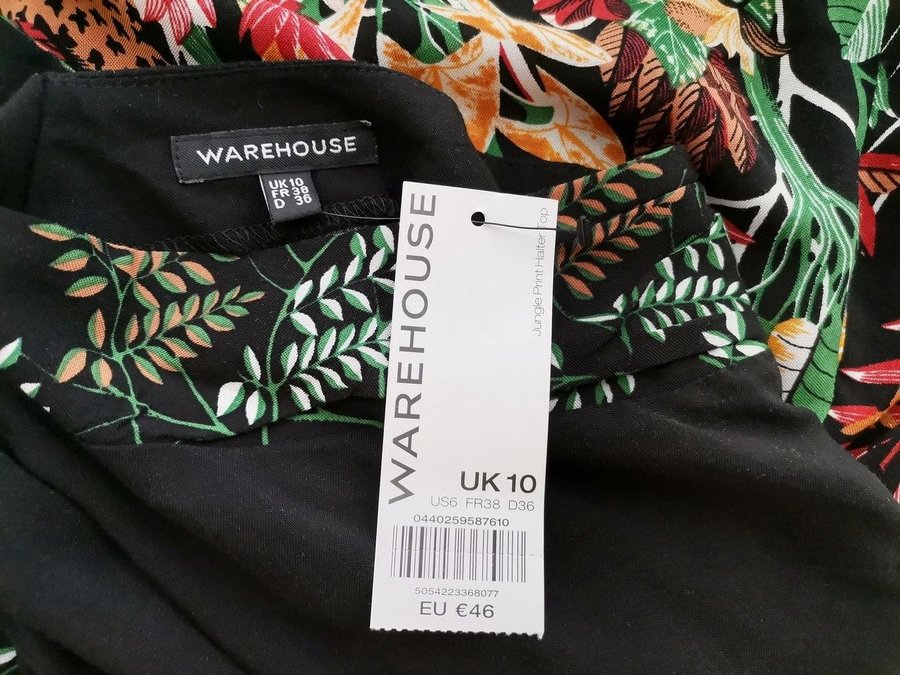 WAREHOUSE
UK 10
FR 38
D 36
WAREHOUSE
Jungle Print Halter Top
UK 10
US6 FR38 D36
0440259587610
5054223368077
EU €46